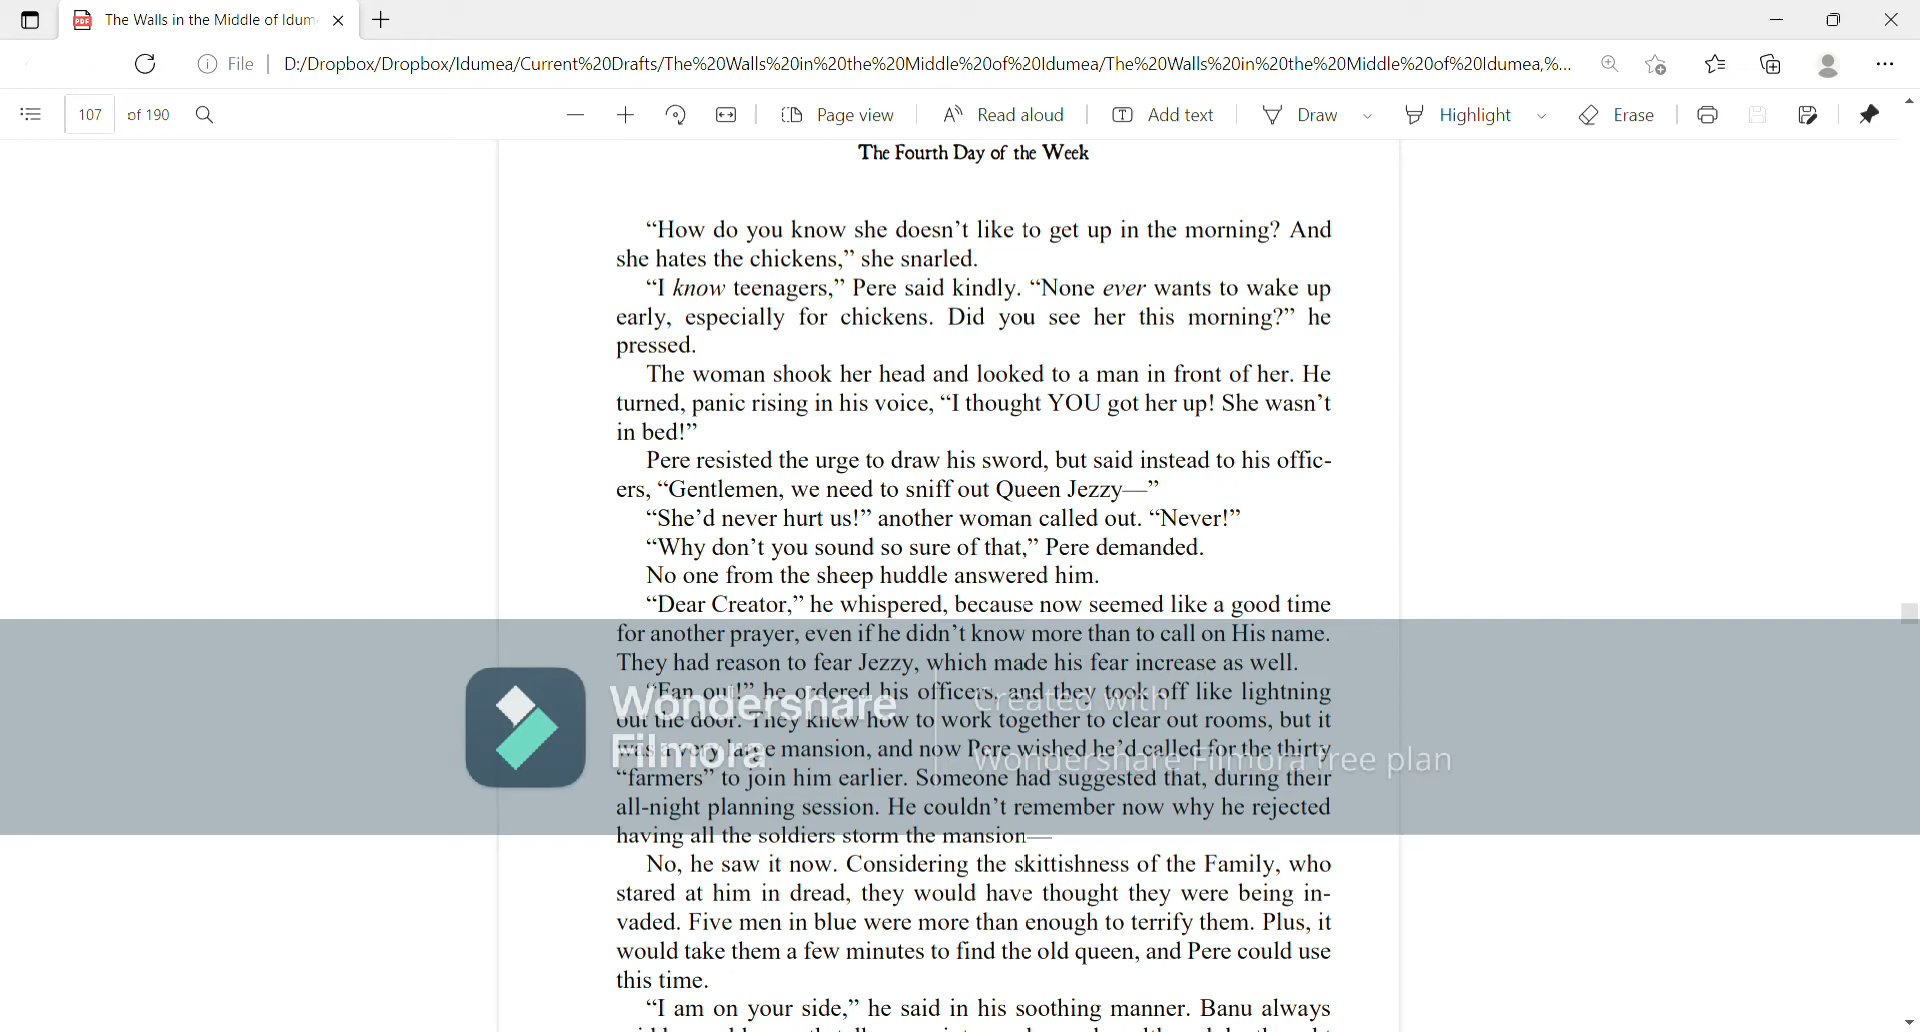 The Walls in the Middle of Idum
File
D:/Dropbox/Dropbox/Idumea/Current%20Drafts/The%20Walls%20in%20the%20Middle%20of%20Idumea/The%20Walls%20in%20the%20Middle%20of%20Idumea,%...
107 of 190
Page view
Read aloud
Add text
Draw
Highlight
Erase
The Fourth Day of the Week
“How do you know she doesn’t like to get up in the morning? And
she hates the chickens,” she snarled.
“I know teenagers,” Pere said kindly. “None ever wants to wake up
early, especially for chickens. Did you see her this morning?” he
pressed.
The woman shook her head and looked to a man in front of her. He
turned, panic rising in his voice, “I thought YOU got her up! She wasn’t
in bed!”
Pere resisted the urge to draw his sword, but said instead to his offic-
ers, “Gentlemen, we need to sniff out Queen Jezzy—”
“She’d never hurt us!” another woman called out. “Never!”
“Why don’t you sound so sure of that,” Pere demanded.
No one from the sheep huddle answered him.
“Dear Creator,” he whispered, because now seemed like a good time
for another prayer, even if he didn’t know more than to call on His name.
They had reason to fear Jezzy, which made his fear increase as well.
“Fan out!” he ordered his officers, and they took off like lightning
out the door. They knew how to work together to clear out rooms, but it
was a very large mansion, and now Pere wished he’d called for the thirty
“farmers” to join him earlier. Someone had suggested that, during their
all-night planning session. He couldn’t remember now why he rejected
having all the soldiers storm the mansion—
No, he saw it now. Considering the skittishness of the Family, who
stared at him in dread, they would have thought they were being in-
vaded. Five men in blue were more than enough to terrify them. Plus, it
would take them a few minutes to find the old queen, and Pere could use
this time.
“I am on your side,” he said in his soothing manner. Banu always
Wondershare
Filmora
Created with
Wondershare Filmora free plan